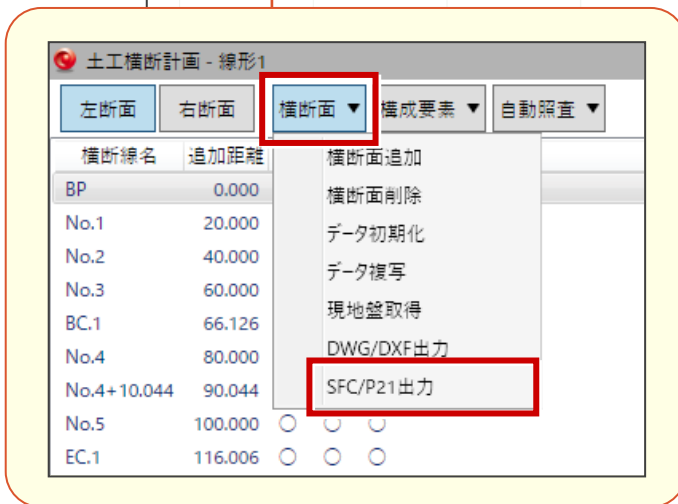 土工横断計画 - 線形1
左断面 右断面 横断面 ▼ 構成要素 ▼ 自動照査 ▼
横断線名 追加距離
横断面追加
BP 0.000
横断面削除
No.1 20.000
データ初期化
No.2 40.000
データ複写
No.3 60.000
現地盤取得
BC.1 66.126
DWG/DXF出力
No.4 80.000
SFC/P21出力
No.4+10.044 90.044
No.5 100.000 ○ ○ ○
EC.1 116.006 ○ ○ ○